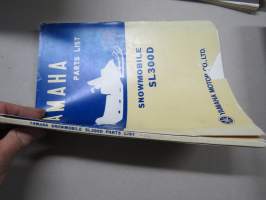 YAMAHA
PARTS LIST
SNOWMOBILE
SL300D
YAMAHA MOTOR CO., LTD.
YAMAHA SNOWMOBILE SL300D PARTS LIST